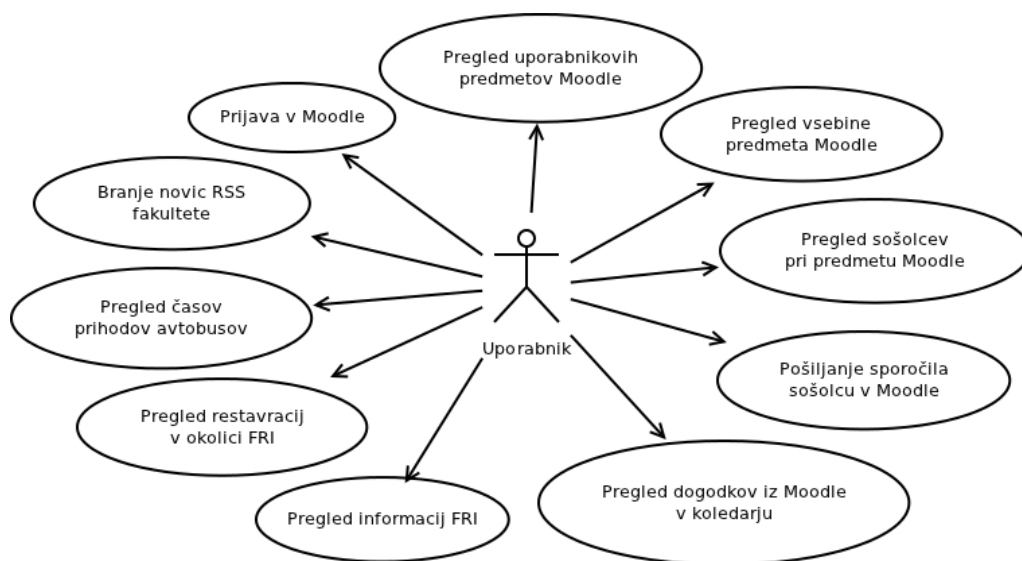 Pregled uporabnikovih
predmetov Moodle
Prijava v Moodle
Pregled vsebine
predmeta Moodle
Branje novic RSS
fakultete
Pregled sošolcev
pri predmetu Moodle
Pregled časov
prihodov avtobusov
Uporabnik
Pošiljanje sporočila
sošolcu v Moodle
Pregled restavracij
v okolici FRI
Pregled dogodkov iz Moodle
v koledarju
Pregled informacij FRI